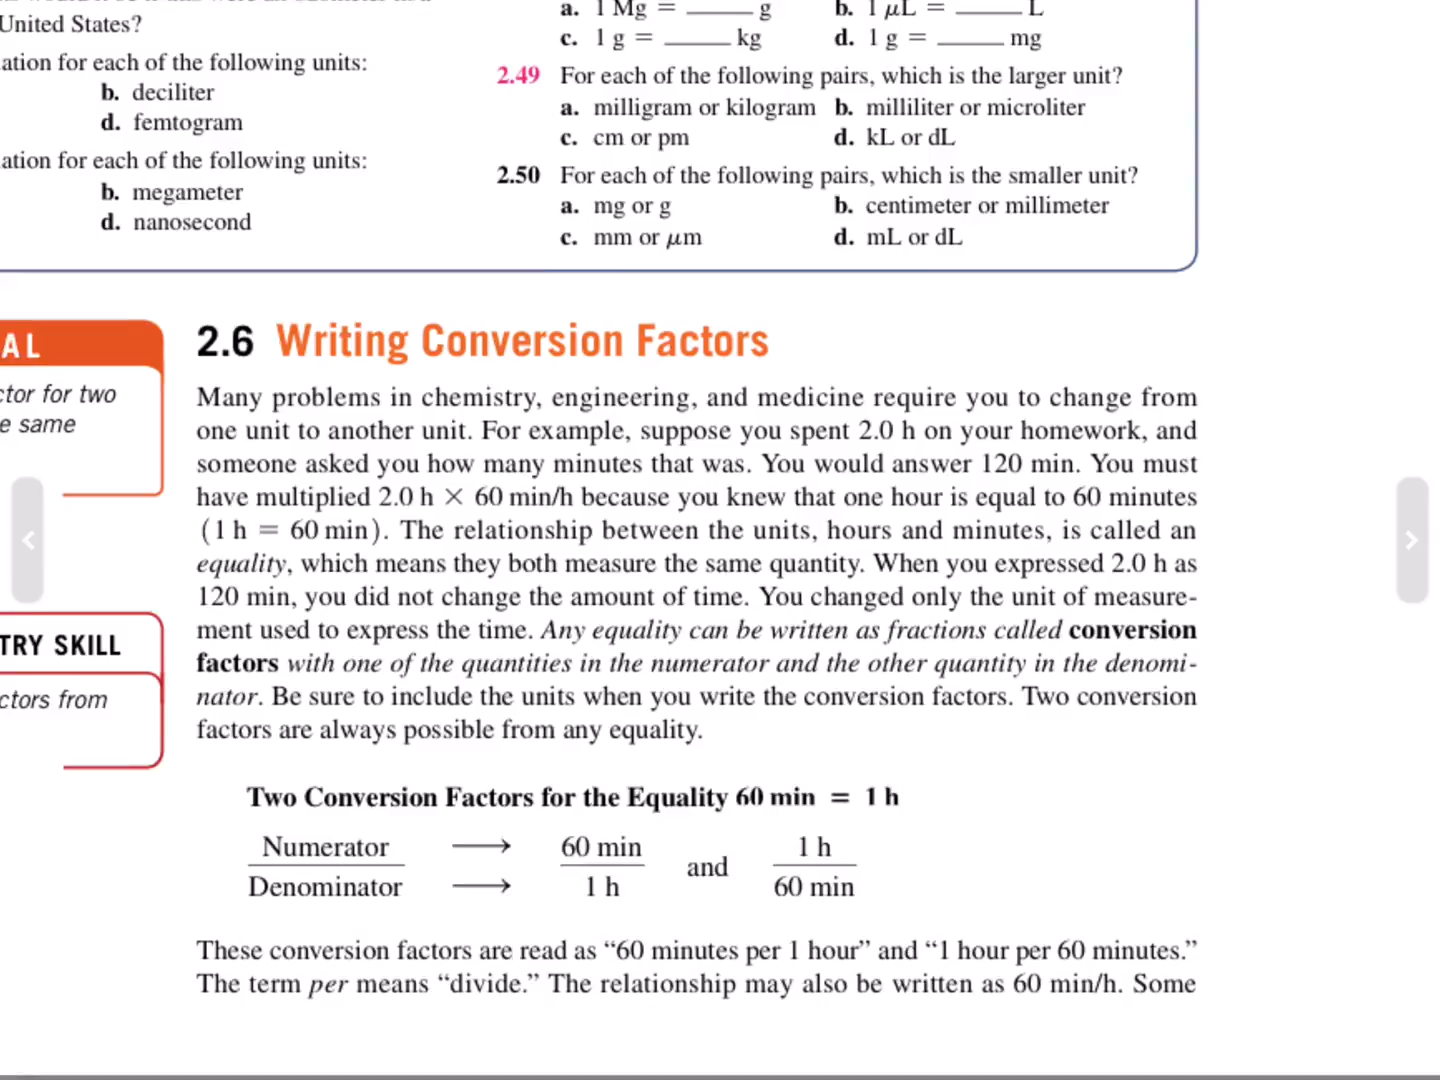 United States?
ation for each of the following units:
b. deciliter
d. femtogram
ation for each of the following units:
b. megameter
d. nanosecond
a. 1 Mg = ____ g b. 1 μL = ____ L
c. 1 g = ____ kg d. 1 g = ____ mg
2.49 For each of the following pairs, which is the larger unit?
a. milligram or kilogram b. milliliter or microliter
c. cm or pm d. kL or dL
2.50 For each of the following pairs, which is the smaller unit?
a. mg or g b. centimeter or millimeter
c. mm or μm d. mL or dL
AL
ctor for two
e same
TRY SKILL
ctors from
2.6 Writing Conversion Factors
Many problems in chemistry, engineering, and medicine require you to change from
one unit to another unit. For example, suppose you spent 2.0 h on your homework, and
someone asked you how many minutes that was. You would answer 120 min. You must
have multiplied 2.0 h × 60 min/h because you knew that one hour is equal to 60 minutes
(1 h = 60 min). The relationship between the units, hours and minutes, is called an
equality, which means they both measure the same quantity. When you expressed 2.0 h as
120 min, you did not change the amount of time. You changed only the unit of measure-
ment used to express the time. Any equality can be written as fractions called conversion
factors with one of the quantities in the numerator and the other quantity in the denomi-
nator. Be sure to include the units when you write the conversion factors. Two conversion
factors are always possible from any equality.
Two Conversion Factors for the Equality 60 min = 1 h
Numerator → 60 min and 1 h
Denominator → 1 h 60 min
These conversion factors are read as “60 minutes per 1 hour” and “1 hour per 60 minutes.”
The term per means “divide.” The relationship may also be written as 60 min/h. Some